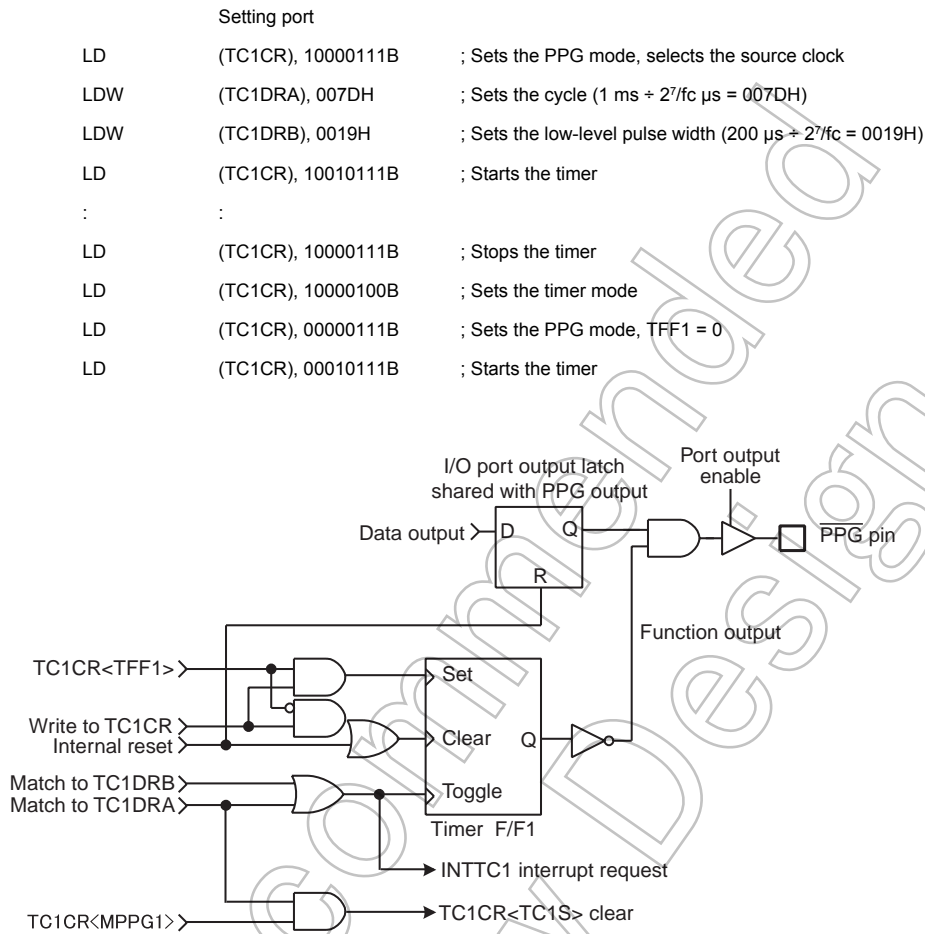 Setting port
LD (TC1CR), 10000111B ; Sets the PPG mode, selects the source clock
LDW (TC1DRA), 007DH ; Sets the cycle (1 ms ÷ 2⁷/fc μs = 007DH)
LDW (TC1DRB), 0019H ; Sets the low-level pulse width (200 μs ÷ 2⁷/fc = 0019H)
LD (TC1CR), 10010111B ; Starts the timer
: :
LD (TC1CR), 10000111B ; Stops the timer
LD (TC1CR), 10000100B ; Sets the timer mode
LD (TC1CR), 00000111B ; Sets the PPG mode, TFF1 = 0
LD (TC1CR), 00010111B ; Starts the timer
I/O port output latch
shared with PPG output
Port output
enable
Data output
D
Q
R
PPG pin
Function output
TC1CR<TFF1>
Write to TC1CR
Internal reset
Match to TC1DRB
Match to TC1DRA
Set
Clear
Q
Toggle
Timer F/F1
INTTC1 interrupt request
TC1CR<TC1S> clear
TC1CR<MPPG1>